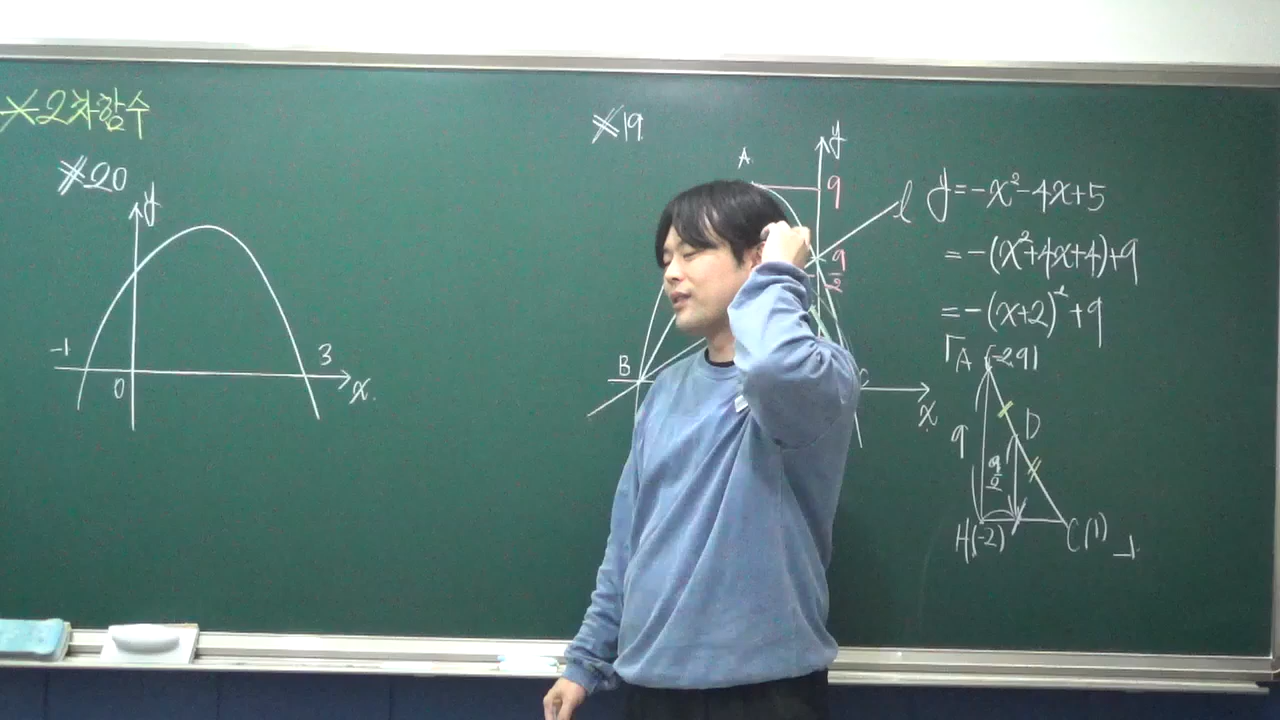 ※2차함수
※20
y
-1
0
3
x
※19
A
y
9
l
9/2
B
C
x
y=-x²-4x+5
=-(x²+4x+4)+9
=-(x+2)²+9
「A(-2 9)
9
D
9/2
H(-2)
C(1)」